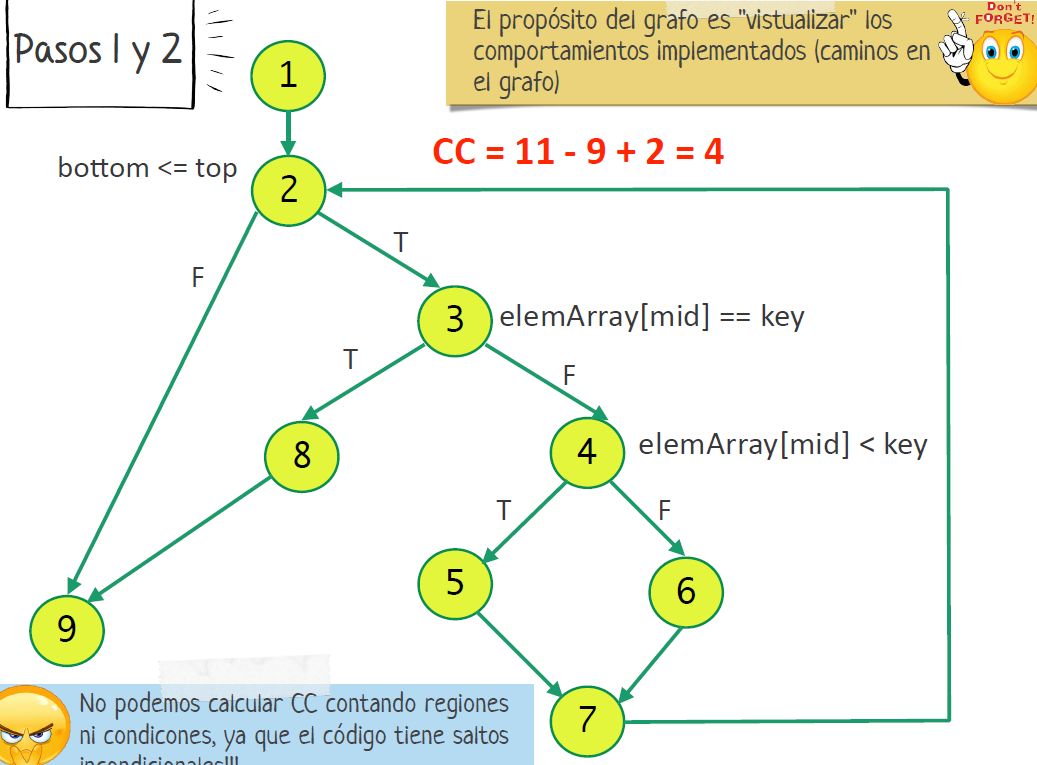 Pasos 1 y 2
El propósito del grafo es "vistualizar" los
comportamientos implementados (caminos en
el grafo)
Don't
FORGET!
1
CC = 11 - 9 + 2 = 4
bottom <= top
2
T
F
3
elemArray[mid] == key
T
F
8
4
elemArray[mid] < key
T
F
5
6
9
7
No podemos calcular CC contando regiones
ni condicones, ya que el código tiene saltos
incondicionales!!!